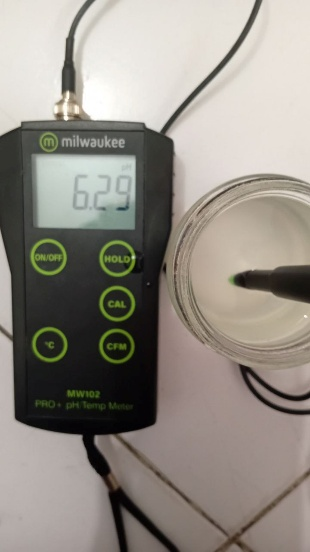 milwaukee
pH
6.29
ON/OFF
HOLD
CAL
°C
CFM
MW102
PRO+ pH/Temp Meter